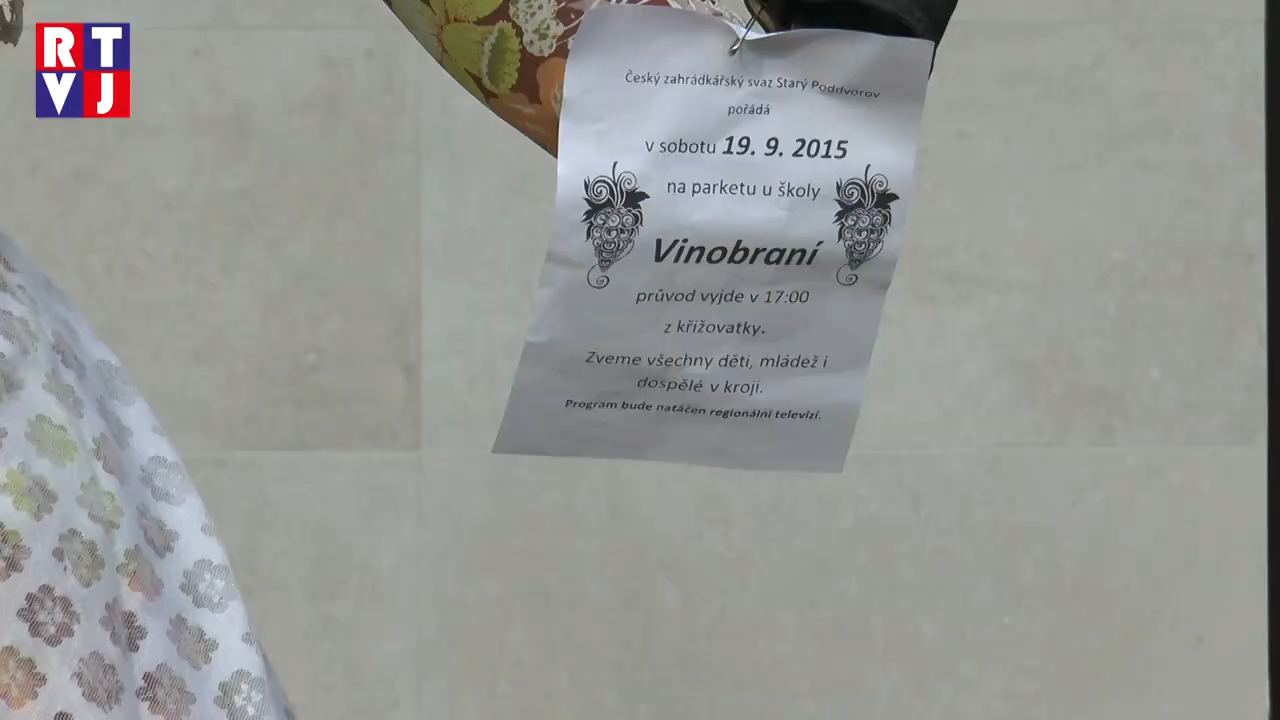 RT
VJ
Český zahrádkářský svaz Starý Poddvorov
pořádá
v sobotu 19. 9. 2015
na parketu u školy
Vinobraní
průvod vyjde v 17:00
z křižovatky.
Zveme všechny děti, mládež i
dospělé v kroji.
Program bude natáčen regionální televizí.